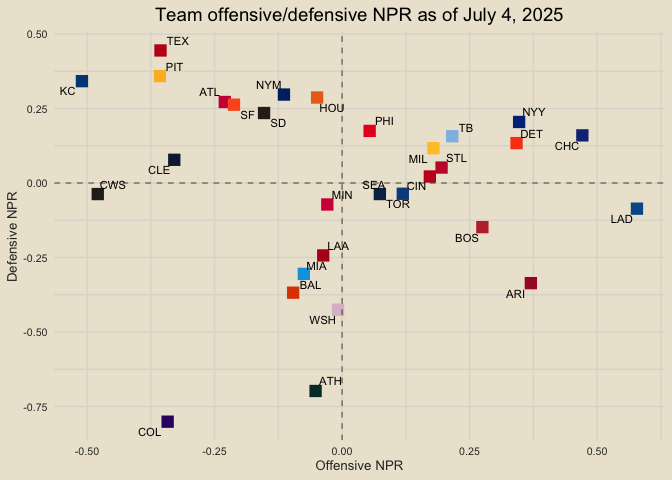 Team offensive/defensive NPR as of July 4, 2025
0.50
TEX
PIT
KC
ATL
NYM
SF
SD
HOU
0.25
PHI
TB
NYY
DET
CHC
MIL
STL
CLE
0.00
CWS
SEA
CIN
TOR
MIN
LAD
BOS
LAA
-0.25
MIA
BAL
ARI
WSH
-0.50
ATH
-0.75
COL
Defensive NPR
-0.50
-0.25
0.00
0.25
0.50
Offensive NPR